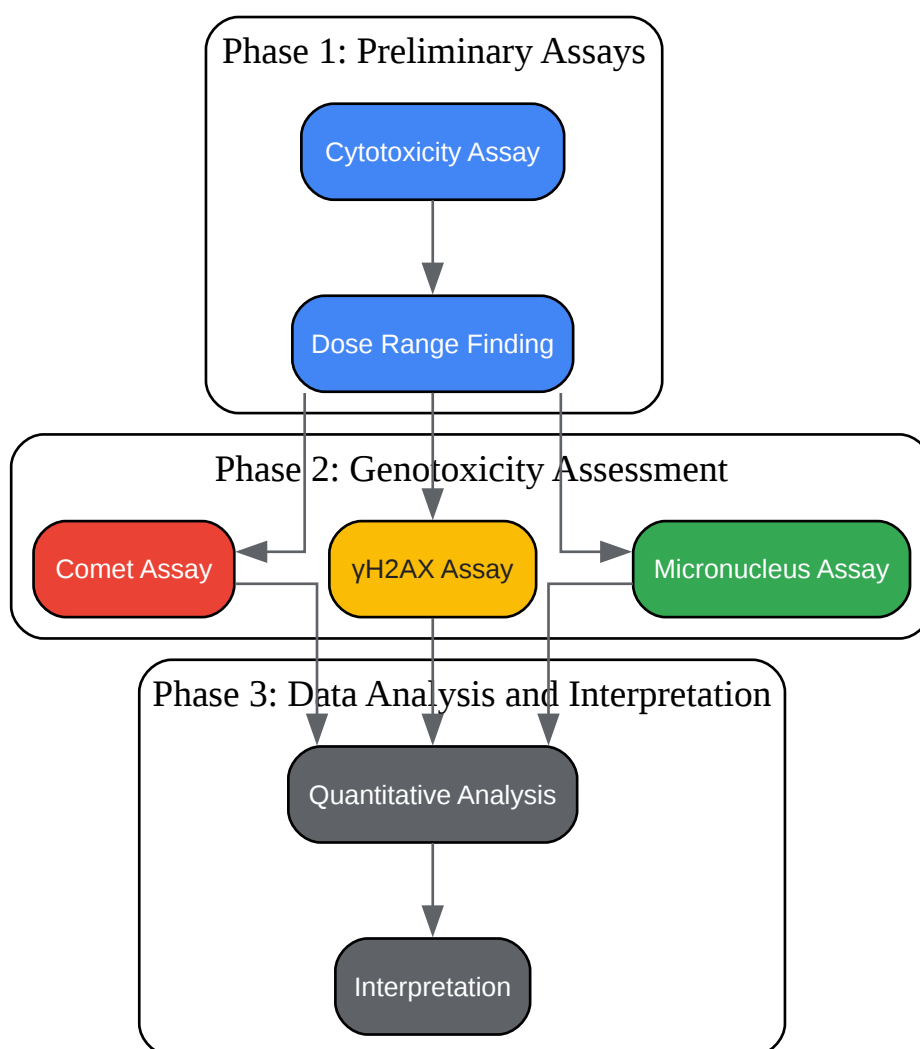 Phase 1: Preliminary Assays
Cytotoxicity Assay
Dose Range Finding
Phase 2: Genotoxicity Assessment
Comet Assay
γH2AX Assay
Micronucleus Assay
Phase 3: Data Analysis and Interpretation
Quantitative Analysis
Interpretation